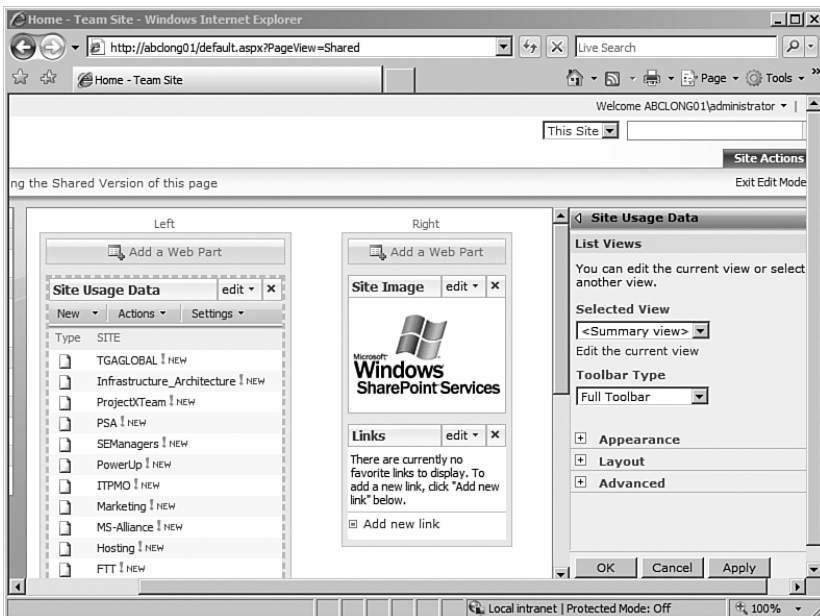 Home - Team Site - Windows Internet Explorer
http://abclong01/default.aspx?PageView=Shared
Live Search
Home - Team Site
Page
Tools
Welcome ABCLONG01\administrator
This Site
Site Actions
ng the Shared Version of this page
Exit Edit Mode
Left
Add a Web Part
Site Usage Data
edit
New
Actions
Settings
Type SITE
TGAGLOBAL ! NEW
Infrastructure_Architecture ! NEW
ProjectXTeam ! NEW
PSA ! NEW
SEManagers ! NEW
PowerUp ! NEW
ITPMO ! NEW
Marketing ! NEW
MS-Alliance ! NEW
Hosting ! NEW
FTT ! NEW
Right
Add a Web Part
Site Image
edit
Microsoft
Windows
SharePoint Services
Links
edit
There are currently no
favorite links to display. To
add a new link, click "Add new
link" below.
Add new link
Site Usage Data
List Views
You can edit the current view or select
another view.
Selected View
<Summary view>
Edit the current view
Toolbar Type
Full Toolbar
Appearance
Layout
Advanced
OK
Cancel
Apply
Local intranet | Protected Mode: Off
100%